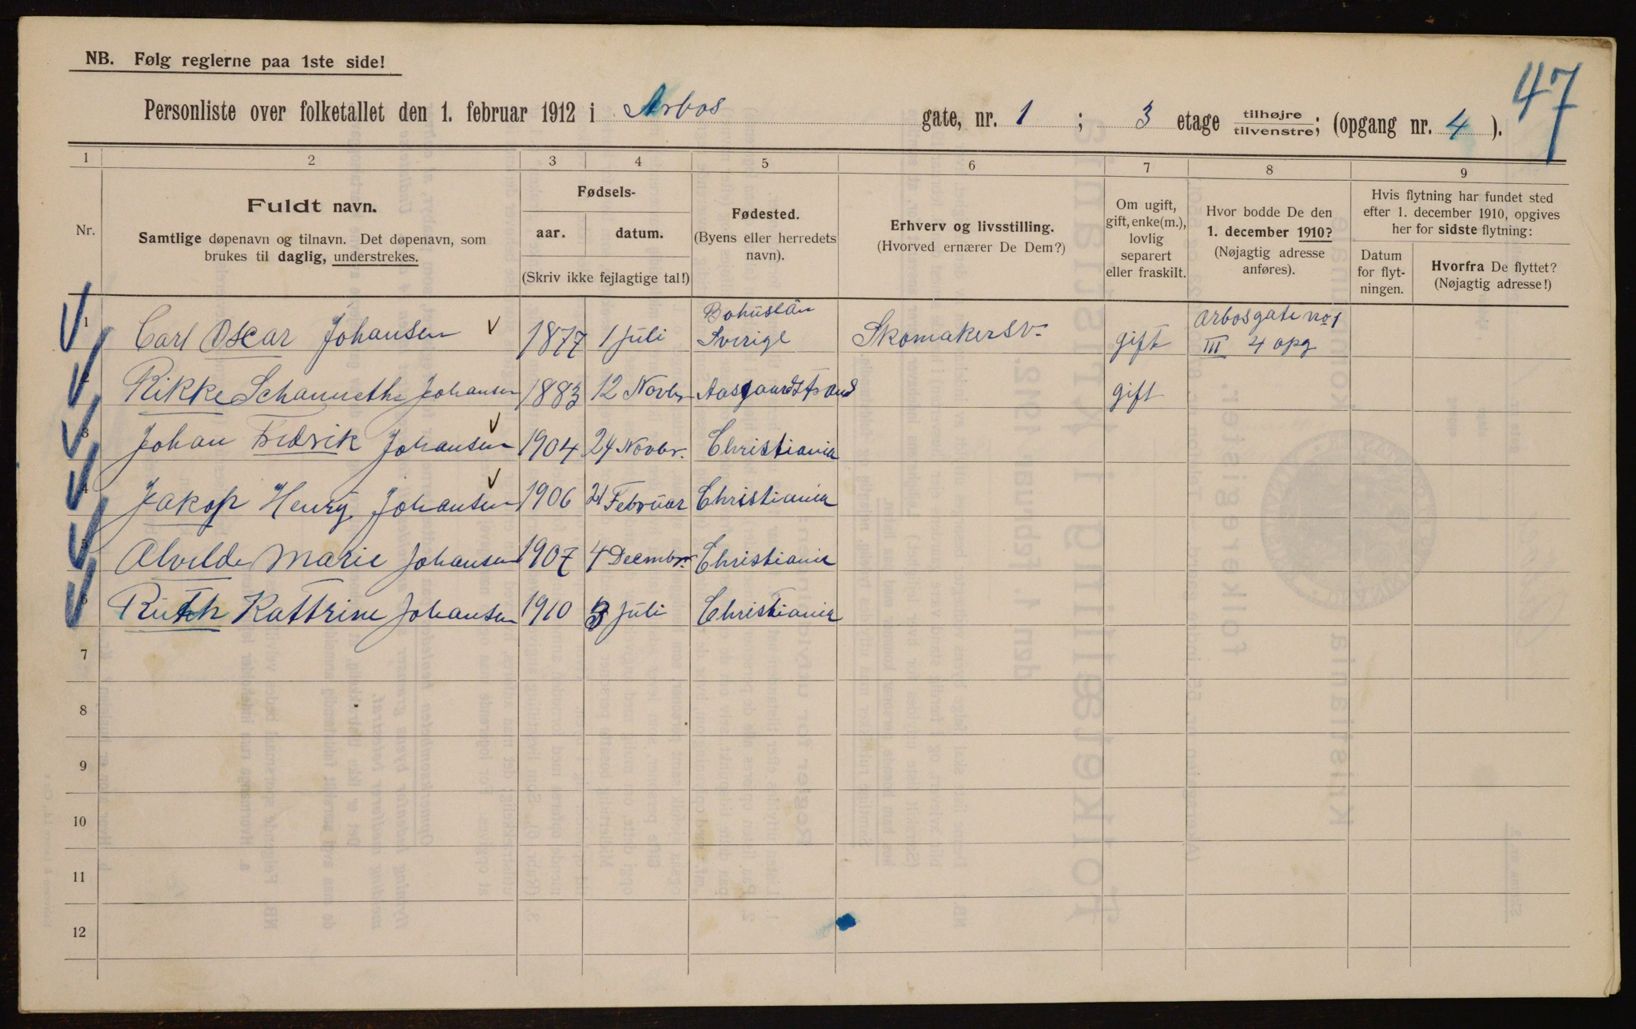 NB. Følg reglerne paa 1ste side!
47
Personliste over folketallet den 1. februar 1912 i Arbos gate, nr. 1 ; 3 etage tilhøjre tilvenstre; (opgang nr. 4 ).
1 2 3 4 5 6 7 8 9
Nr.
Fuldt navn.
Samtlige døpenavn og tilnavn. Det døpenavn, som
brukes til daglig, understrekes.
Fødsels-
aar. datum.
(Skriv ikke fejlagtige tal!)
Fødested.
(Byens eller herredets
navn).
Erhverv og livsstilling.
(Hvorved ernærer De Dem?)
Om ugift,
gift, enke(m.),
lovlig
separert
eller fraskilt.
Hvor bodde De den
1. december 1910?
(Nøjagtig adresse
anføres).
Hvis flytning har fundet sted
efter 1. december 1910, opgives
her for sidste flytning:
Datum
for flyt-
ningen.
Hvorfra De flyttet?
(Nøjagtig adresse!)
1 Carl Oscar Johansen 1877 1 juli Bohuslän Sverige Skomakersv. gift Arbosgate no 1 III 4 opg
Rikke Johansen 1883 12 Novbr Aasgaardstrand gift
3 Johan Fredrik Johansen 1904 24 Novbr. Christiania
4 Jakop Henry Johansen 1906 21 Februar Christiania
Alvilde Marie Johansen 1907 4 Decmbr. Christiania
6 Ruth Kattrine Johansen 1910 3 Juli Christiania
7
8
9
10
11
12